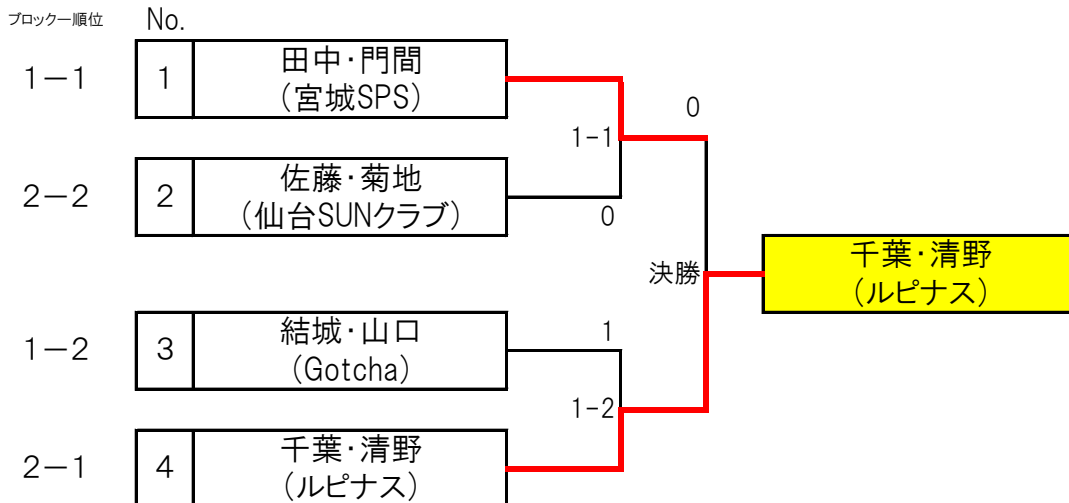 ブロックー順位 No.
1－1 1 田中・門間
(宮城SPS)
0
1-1
2－2 2 佐藤・菊地
(仙台SUNクラブ)
0
決勝
千葉・清野
(ルピナス)
1－2 3 結城・山口
(Gotcha)
1
1-2
2－1 4 千葉・清野
(ルピナス)